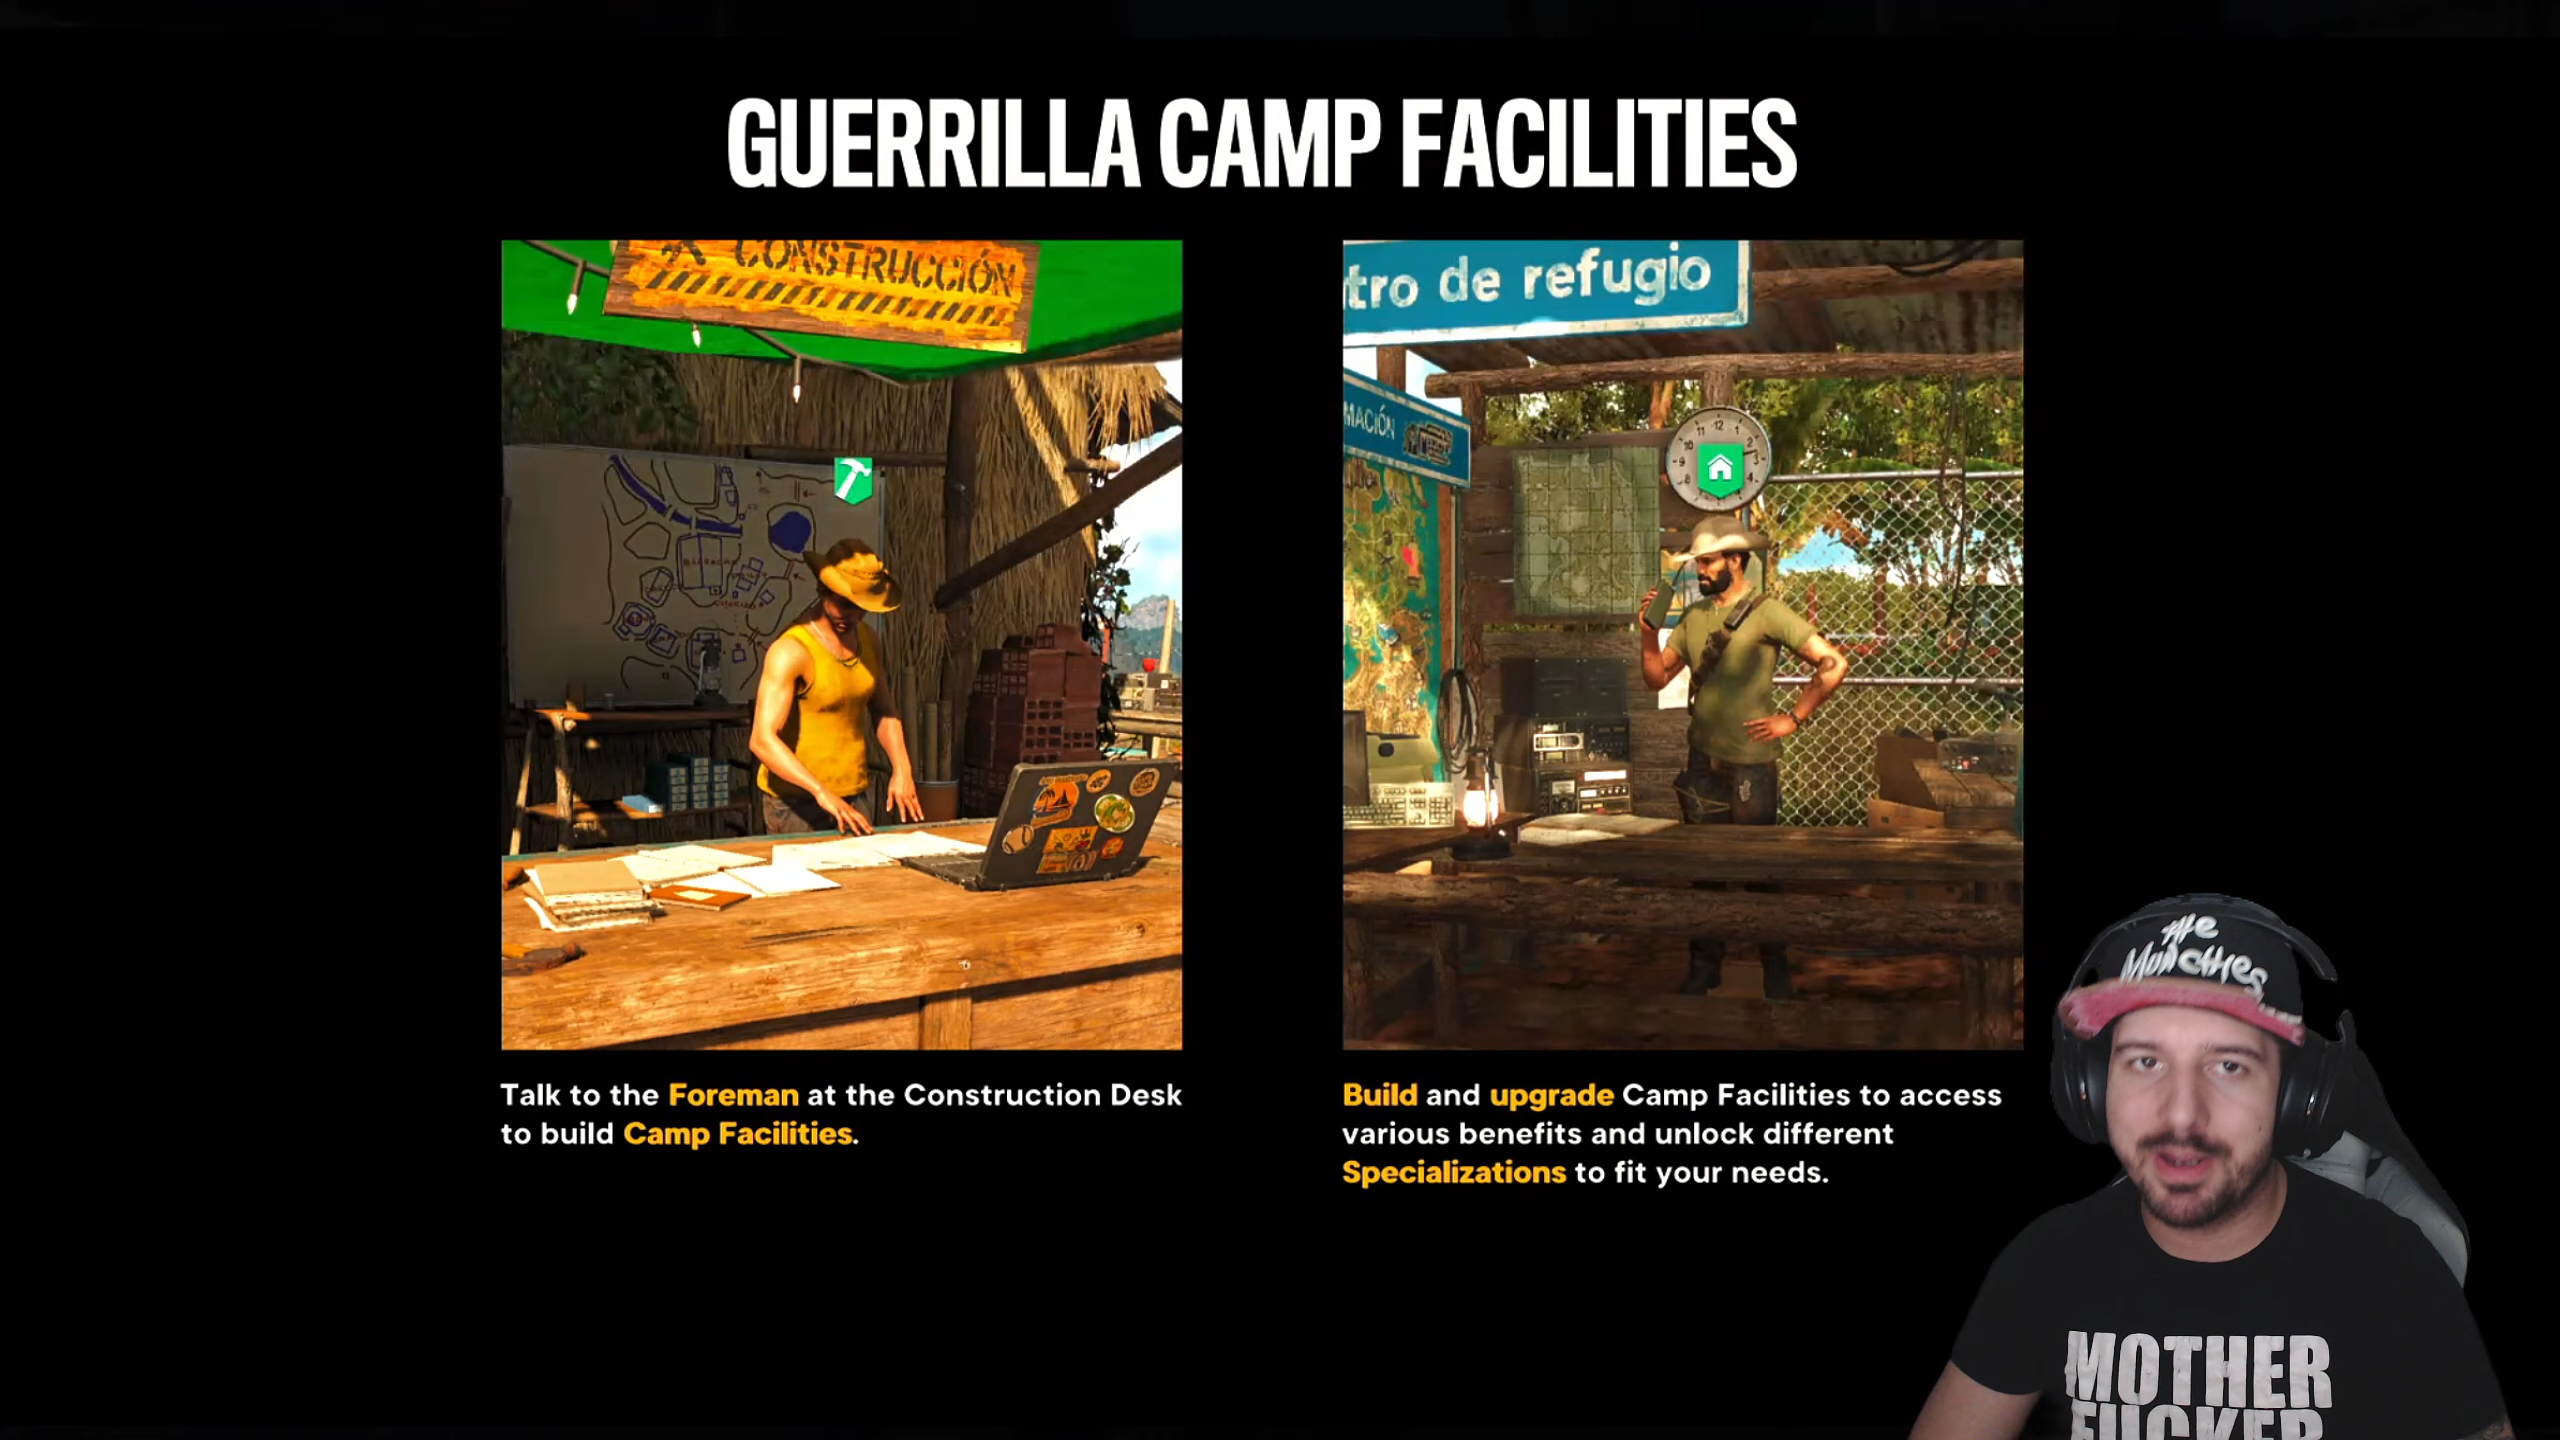 GUERRILLA CAMP FACILITIES
CONSTRUCCIÓN
tro de refugio
MACIÓN
Talk to the Foreman at the Construction Desk
to build Camp Facilities.
Build and upgrade Camp Facilities to access
various benefits and unlock different
Specializations to fit your needs.
the
Munchies
MOTHER
FUCKER